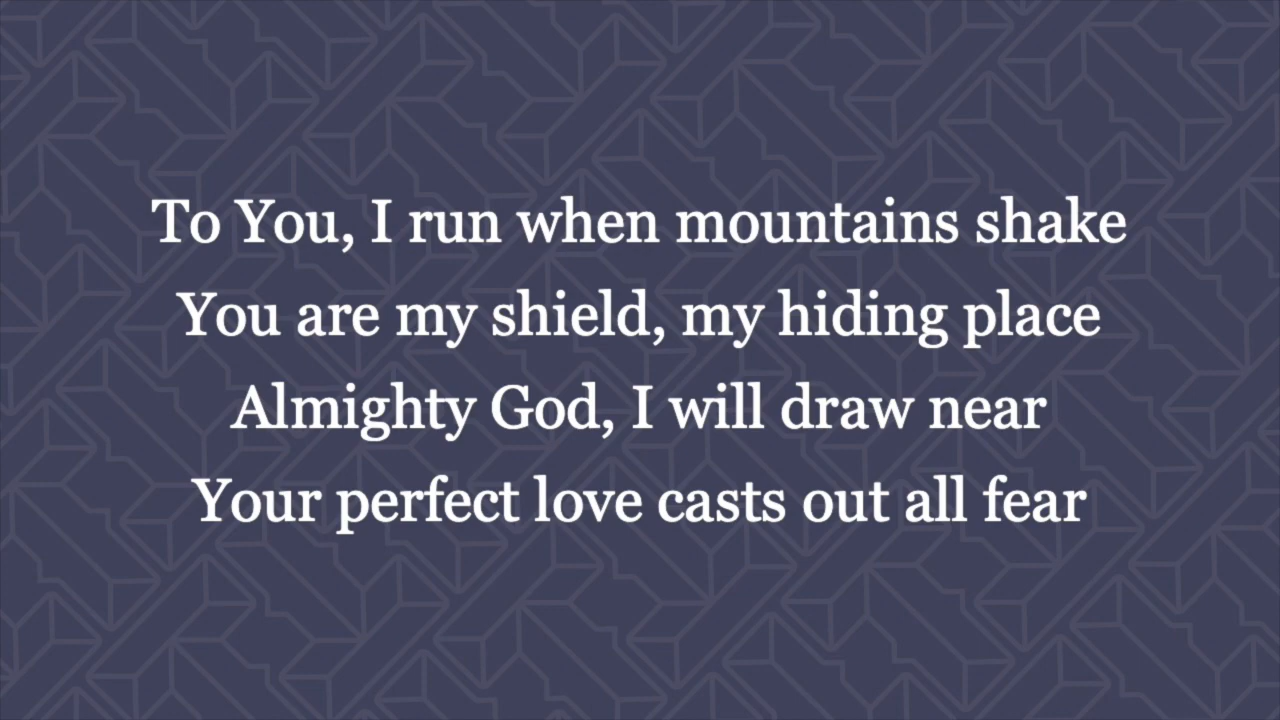 To You, I run when mountains shake
You are my shield, my hiding place
Almighty God, I will draw near
Your perfect love casts out all fear